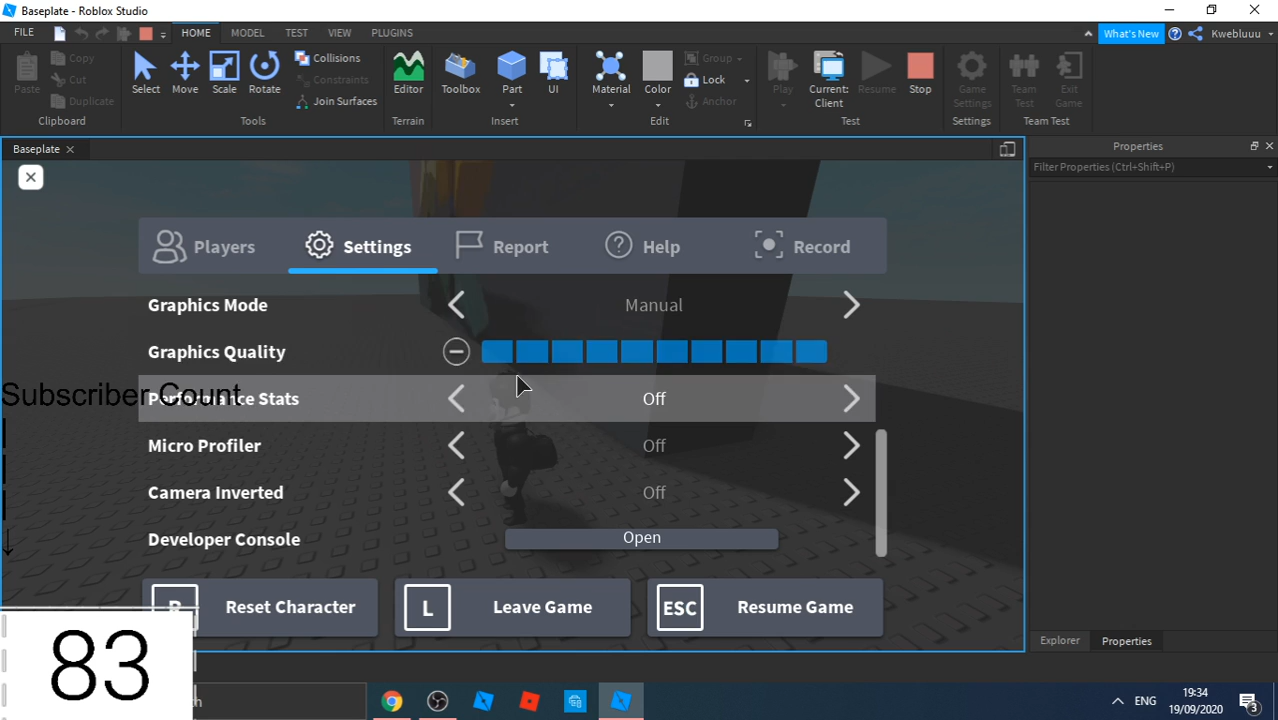 Baseplate - Roblox Studio
FILE HOME MODEL TEST VIEW PLUGINS What's New Kwebluuu
Paste Copy Cut Duplicate Select Move Scale Rotate Collisions Constraints Join Surfaces Editor Toolbox Part UI Material Color Group Lock Anchor Play Current: Client Resume Stop Game Settings Team Test Exit Game
Clipboard Tools Terrain Insert Edit Test Settings Team Test
Baseplate Properties
Filter Properties (Ctrl+Shift+P)
Players Settings Report Help Record
Graphics Mode Manual
Graphics Quality
Subscriber Count
Performance Stats Off
Micro Profiler Off
Camera Inverted Off
Developer Console Open
Reset Character L Leave Game ESC Resume Game
Explorer Properties
83
ENG 19:34
19/09/2020 3